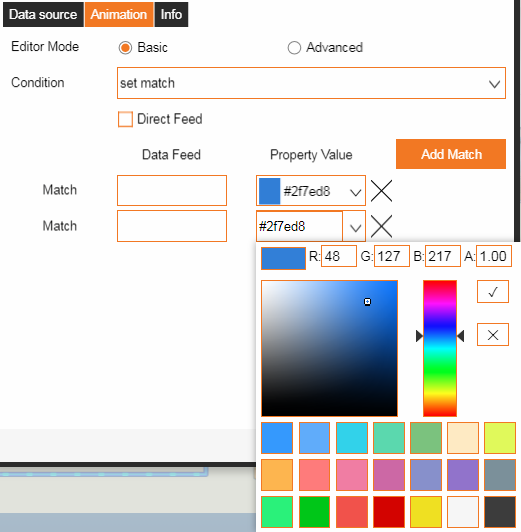 Data source Animation Info
Editor Mode Basic Advanced
Condition set match
Direct Feed
Data Feed Property Value Add Match
Match #2f7ed8
Match #2f7ed8
R: 48 G: 127 B: 217 A: 1.00